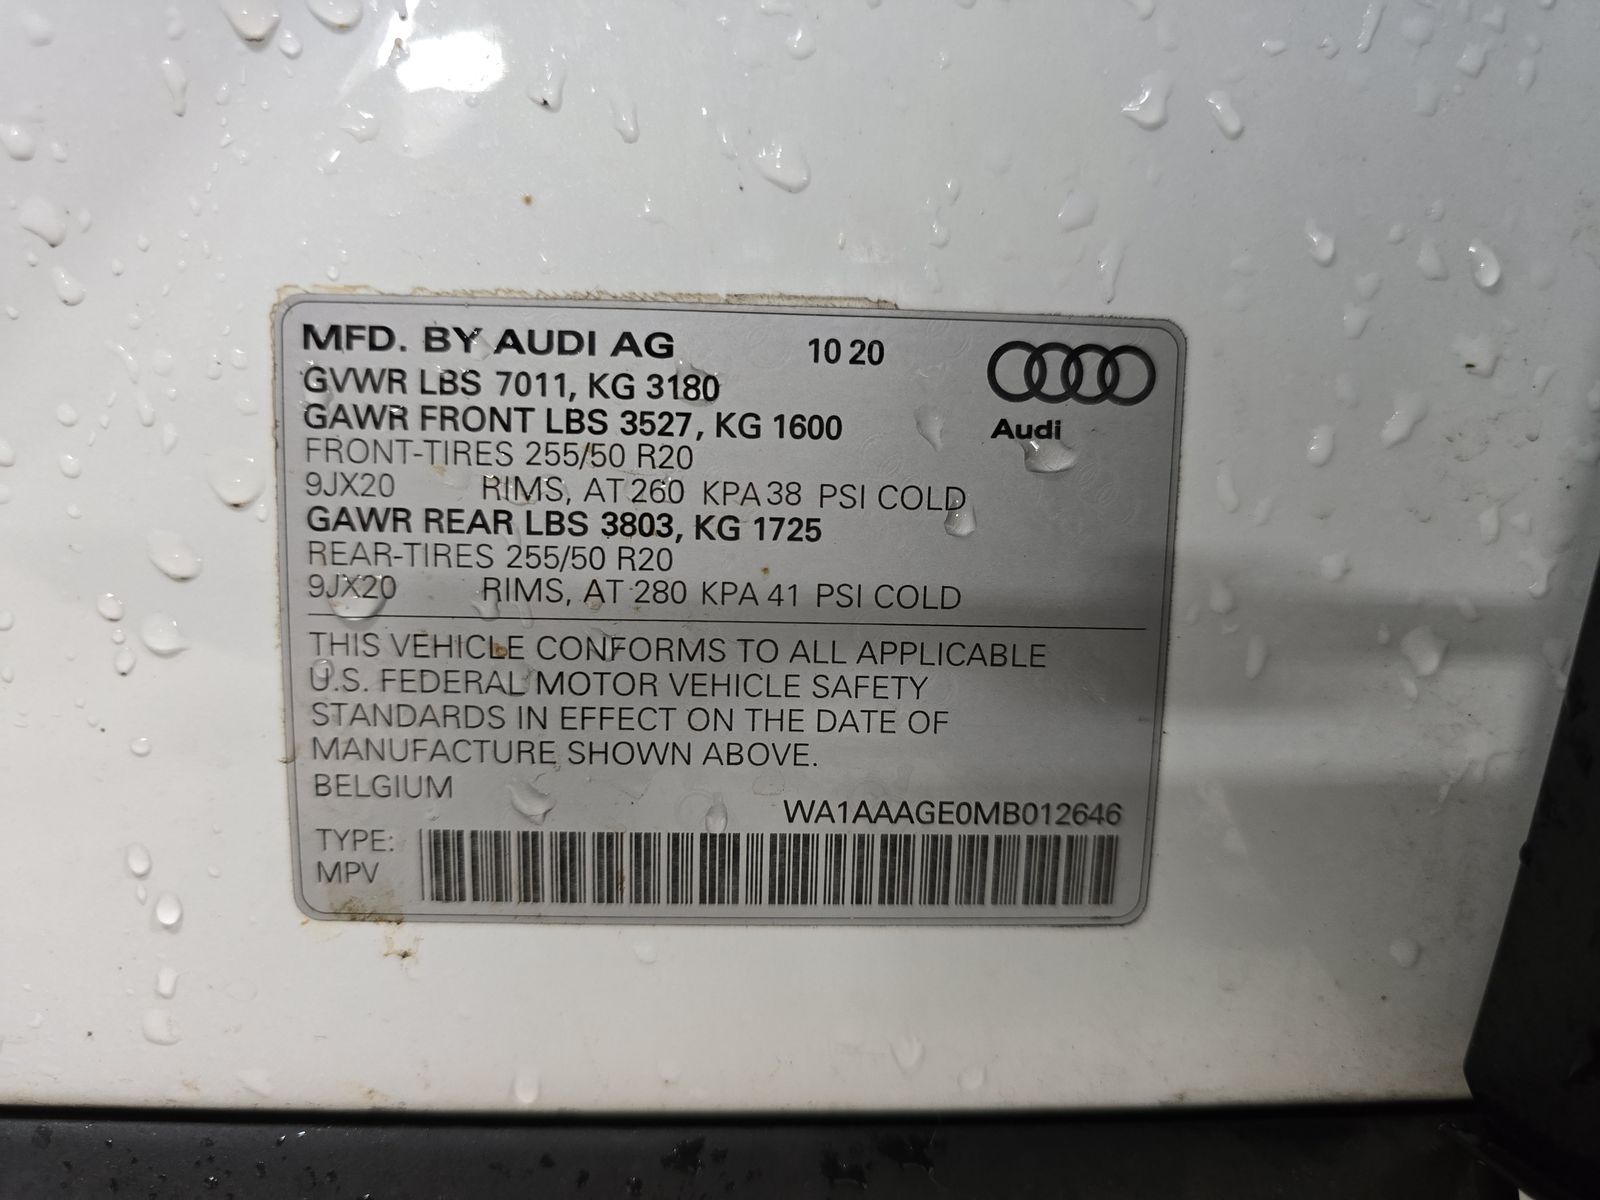 MFD. BY AUDI AG 10 20
GVWR LBS 7011, KG 3180
GAWR FRONT LBS 3527, KG 1600
Audi
FRONT-TIRES 255/50 R20
9JX20 RIMS, AT 260 KPA 38 PSI COLD
GAWR REAR LBS 3803, KG 1725
REAR-TIRES 255/50 R20
9JX20 RIMS, AT 280 KPA 41 PSI COLD
THIS VEHICLE CONFORMS TO ALL APPLICABLE
U.S. FEDERAL MOTOR VEHICLE SAFETY
STANDARDS IN EFFECT ON THE DATE OF
MANUFACTURE SHOWN ABOVE.
BELGIUM
WA1AAAGE0MB012646
TYPE:
MPV